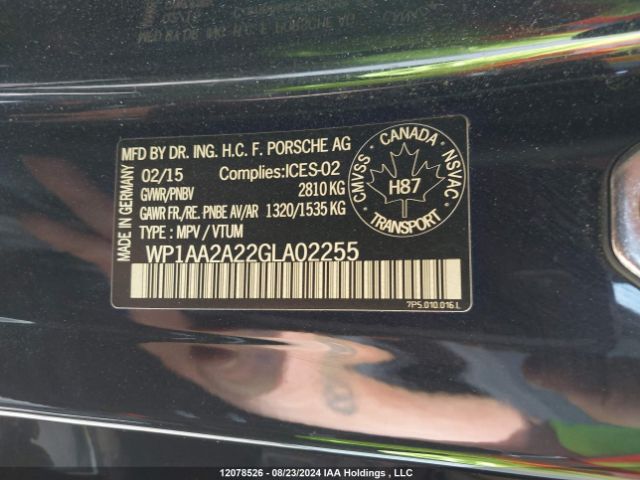 MFD BY DR. ING. H.C. F. PORSCHE AG
02/15 Complies:ICES-02
GVWR/PNBV 2810 KG
GAWR FR./RE. PNBE AV/AR 1320/1535 KG
TYPE : MPV / VTUM
WP1AA2A22GLA02255
MADE IN GERMANY
CMVSS • CANADA • NSVAC
H87
TRANSPORT
7P5.010.016.L
12078526 - 08/23/2024 IAA Holdings , LLC